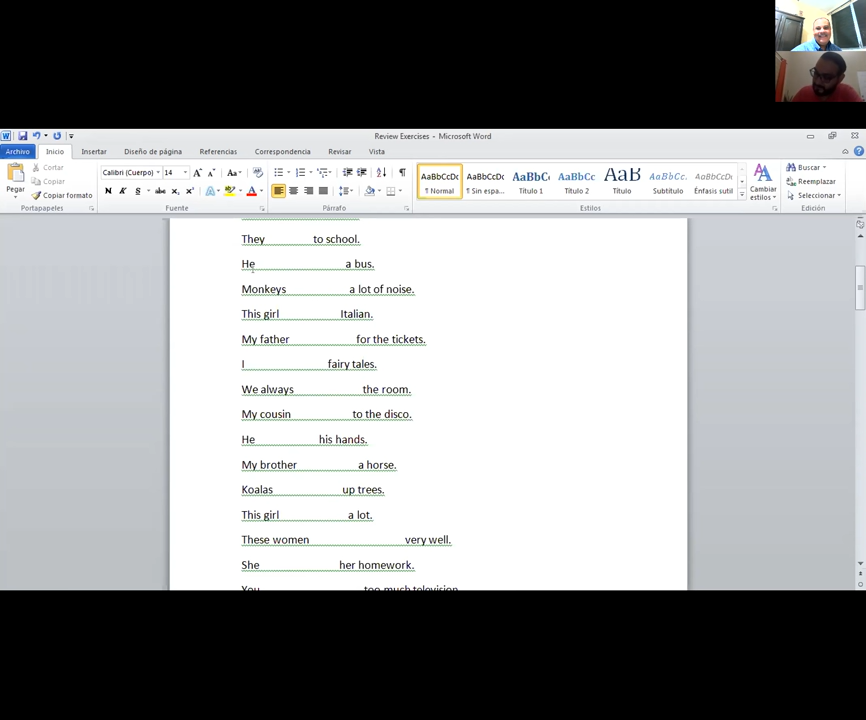 Review Exercises - Microsoft Word
Archivo Inicio Insertar Diseño de página Referencias Correspondencia Revisar Vista
Pegar
Cortar
Copiar
Copiar formato
Portapapeles
Calibri (Cuerpo) 14
Fuente
Párrafo
AaBbCcDc AaBbCcDc AaBbC AaBbCc AaB AaBbCc. AaBbCcDc
¶ Normal ¶ Sin espa... Título 1 Título 2 Título Subtítulo Énfasis sutil
Cambiar estilos
Estilos
Buscar
Reemplazar
Seleccionar
Edición
They to school.
He a bus.
Monkeys a lot of noise.
This girl Italian.
My father for the tickets.
I fairy tales.
We always the room.
My cousin to the disco.
He his hands.
My brother a horse.
Koalas up trees.
This girl a lot.
These women very well.
She her homework.
You too much television